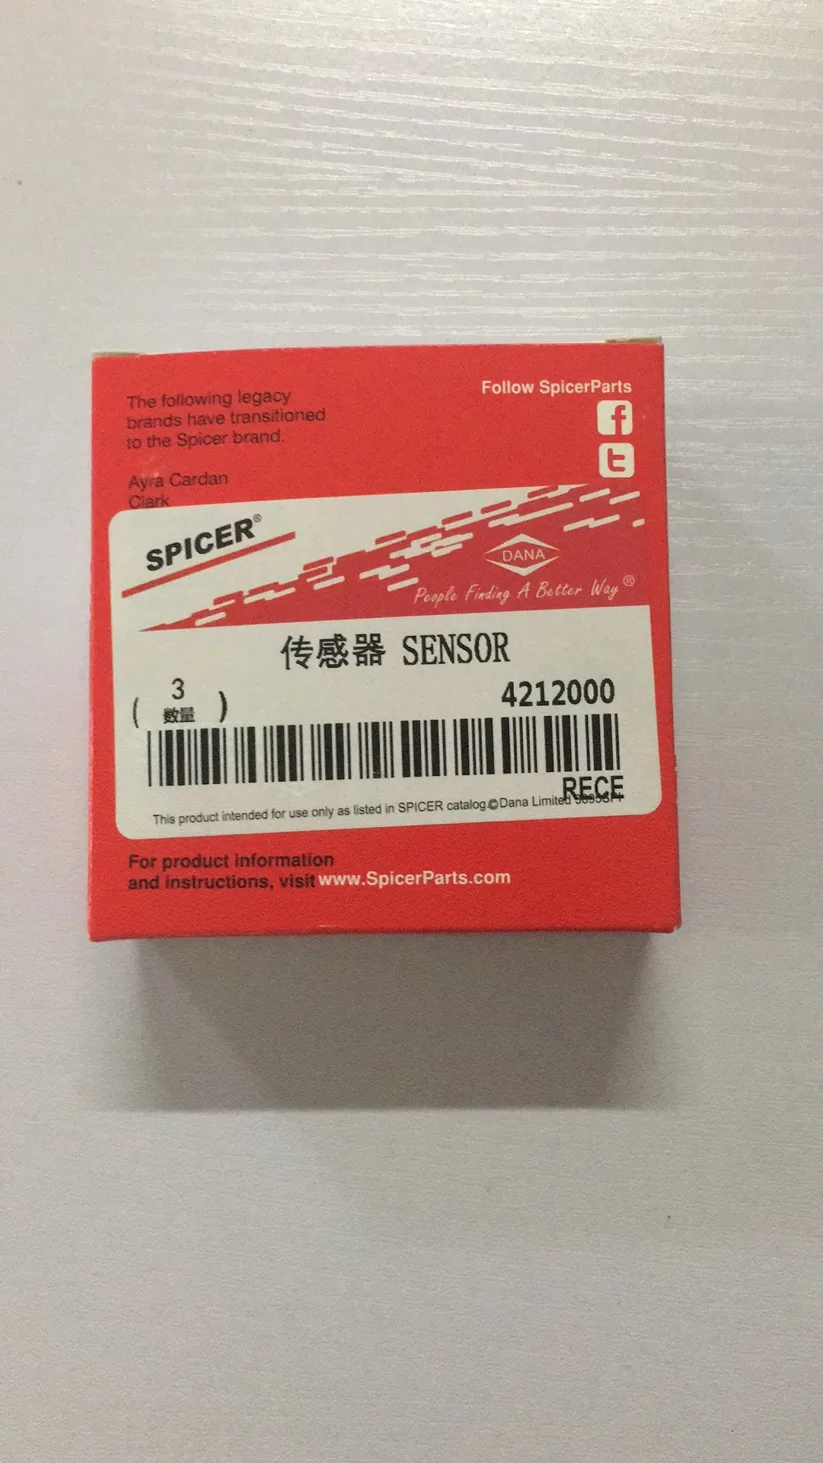 The following legacy
brands have transitioned
to the Spicer brand.
Ayra Cardan
Clark
Follow SpicerParts
SPICER®
DANA
People Finding A Better Way®
传感器 SENSOR
( 3 数量 )
4212000
RECE
This product intended for use only as listed in SPICER catalog.©Dana Limited
For product information
and instructions, visit www.SpicerParts.com